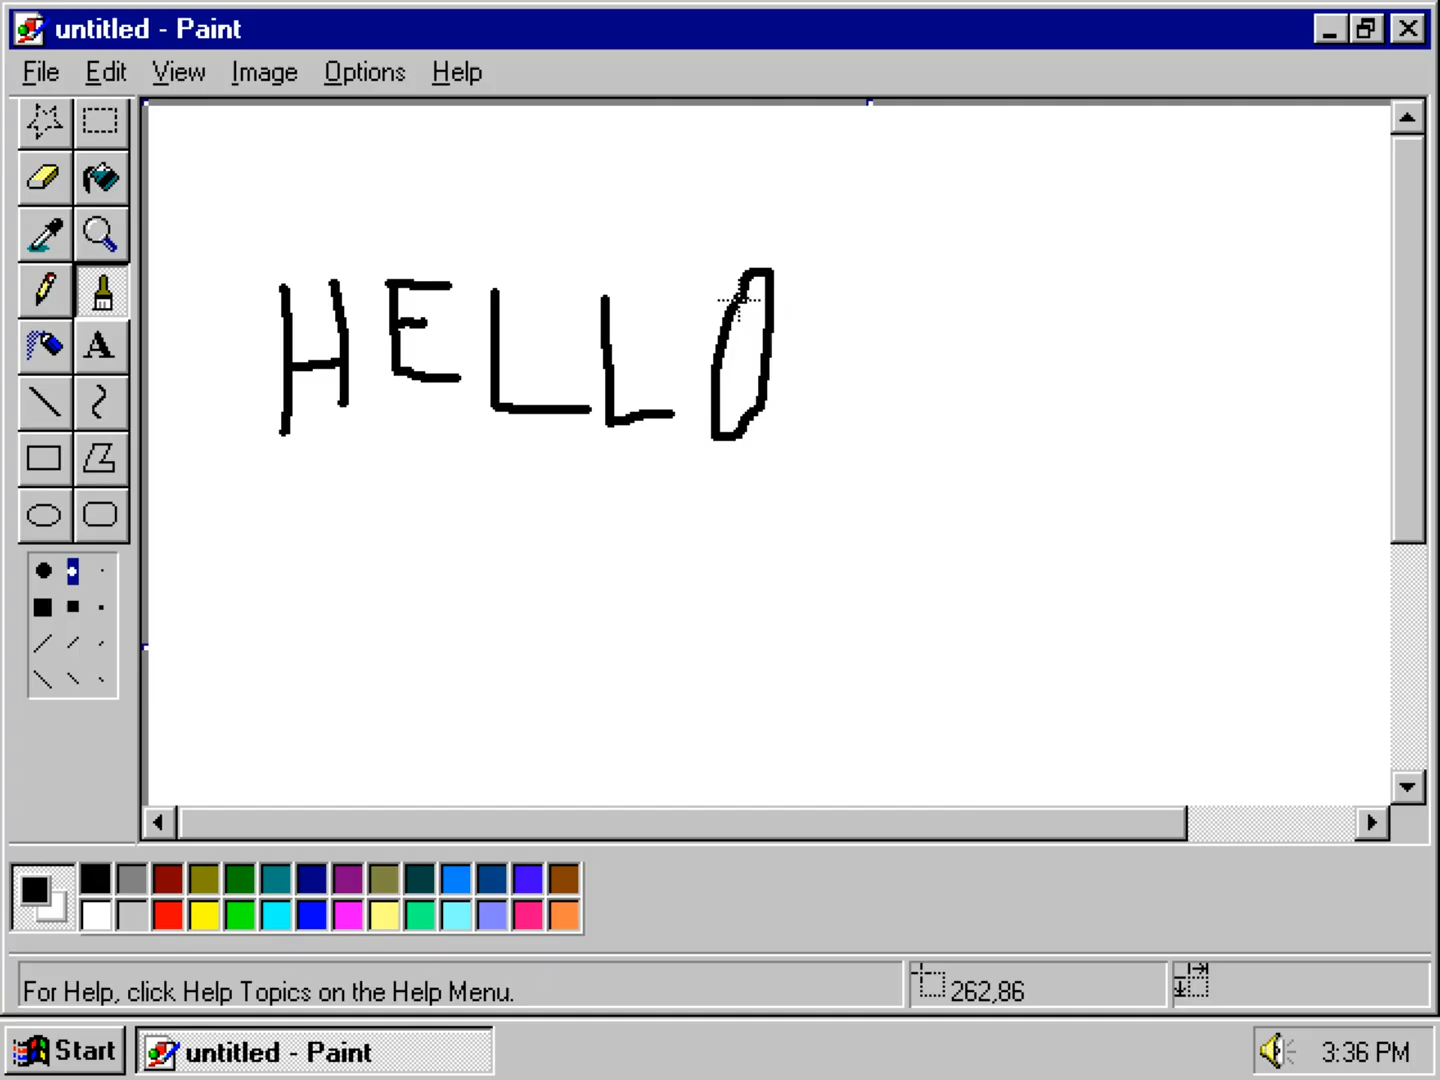 untitled - Paint
File Edit View Image Options Help
A
HELLO
For Help, click Help Topics on the Help Menu.
262,86
Start
untitled - Paint
3:36 PM